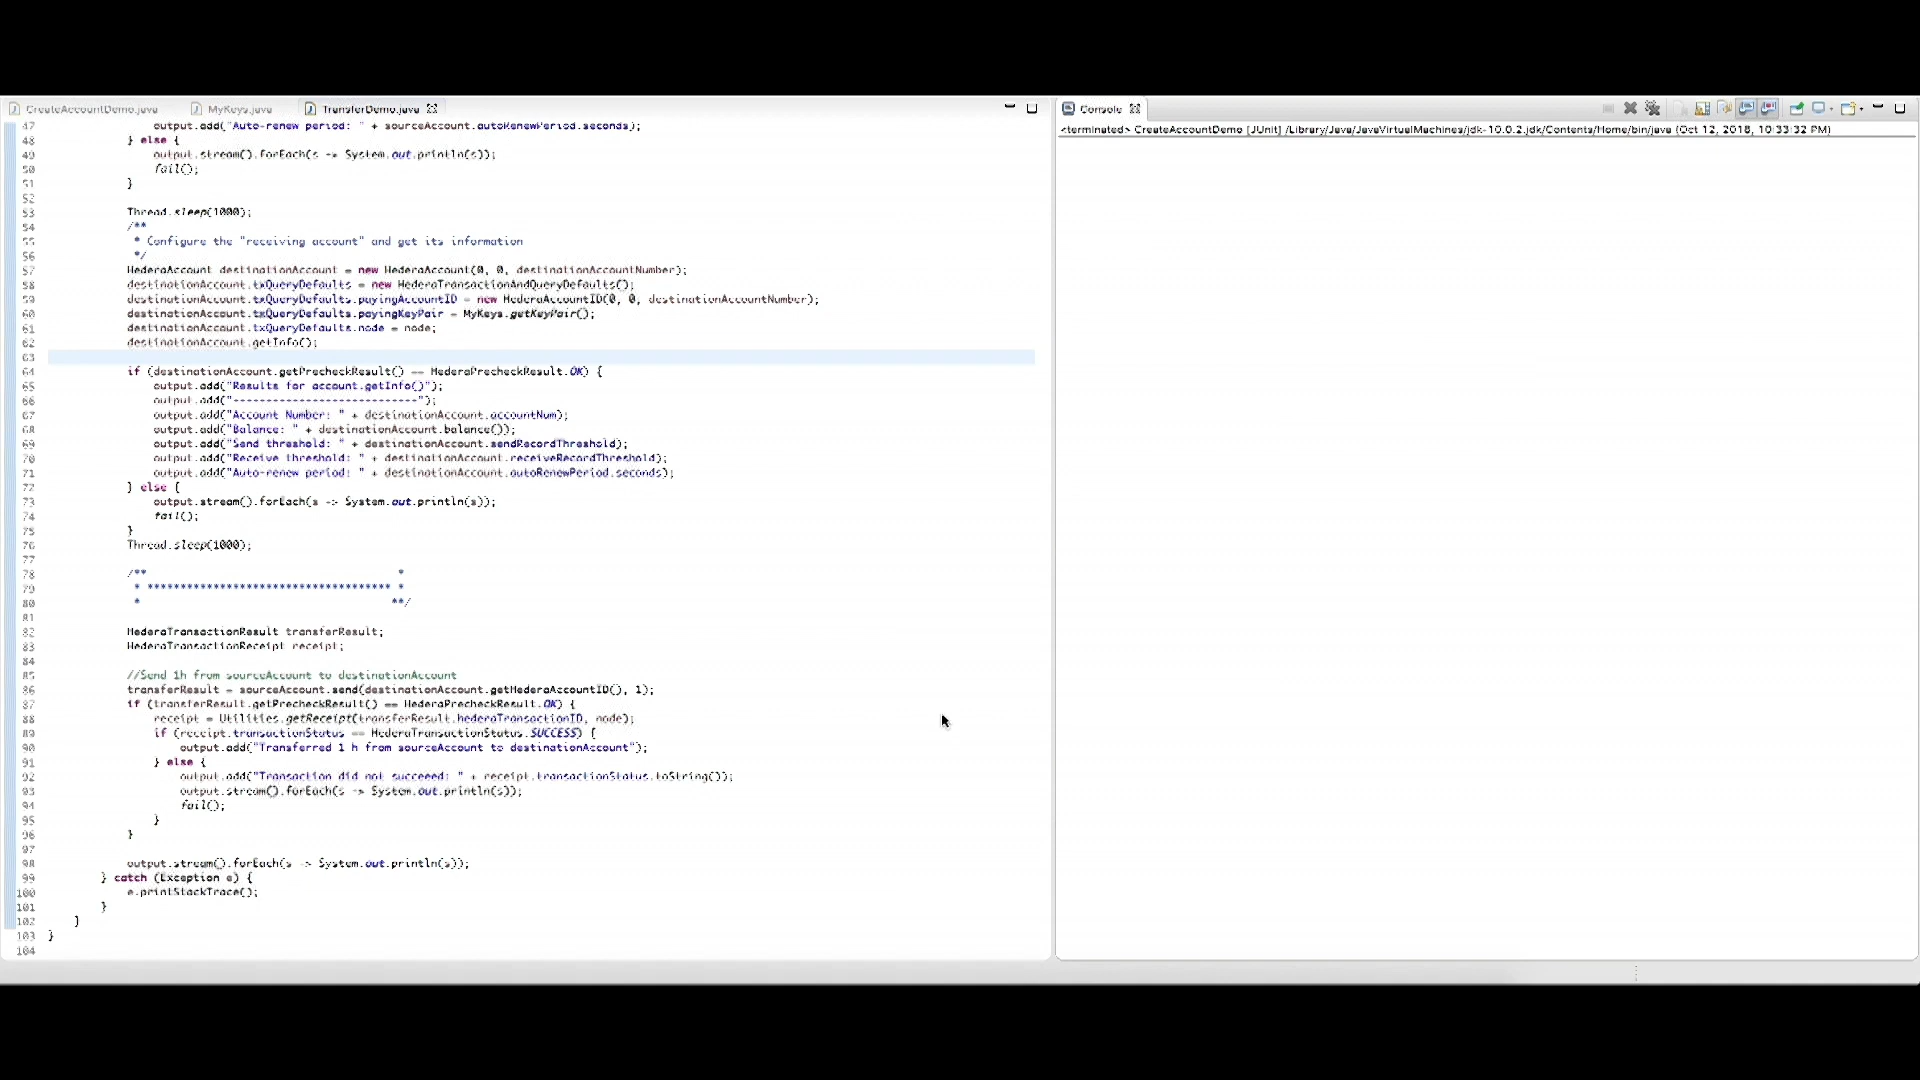 CreateAccountDemo.java MyKeys.java TransferDemo.java
47 output.add("Auto-renew period: " + sourceAccount.autoRenewPeriod.seconds);
48 } else {
49 output.stream().forEach(s -> System.out.println(s));
50 fail();
51 }
52
53 Thread.sleep(1000);
54 /**
55 * Configure the "receiving account" and get its information
56 */
57 HederaAccount destinationAccount = new HederaAccount(0, 0, destinationAccountNumber);
58 destinationAccount.txQueryDefaults = new HederaTransactionAndQueryDefaults();
59 destinationAccount.txQueryDefaults.payingAccountID = new HederaAccountID(0, 0, destinationAccountNumber);
60 destinationAccount.txQueryDefaults.payingKeyPair = MyKeys.getKeyPair();
61 destinationAccount.txQueryDefaults.node = node;
62 destinationAccount.getInfo();
63
64 if (destinationAccount.getPrecheckResult() == HederaPrecheckResult.OK) {
65 output.add("Results for account.getInfo()");
66 output.add("----------------------------");
67 output.add("Account Number: " + destinationAccount.accountNum);
68 output.add("Balance: " + destinationAccount.balance());
69 output.add("Send threshold: " + destinationAccount.sendRecordThreshold);
70 output.add("Receive threshold: " + destinationAccount.receiveRecordThreshold);
71 output.add("Auto-renew period: " + destinationAccount.autoRenewPeriod.seconds);
72 } else {
73 output.stream().forEach(s -> System.out.println(s));
74 fail();
75 }
76 Thread.sleep(1000);
77
78 /** *
79 * ************************************* *
80 * **/
81
82 HederaTransactionResult transferResult;
83 HederaTransactionReceipt receipt;
84
85 //Send 1h from sourceAccount to destinationAccount
86 transferResult = sourceAccount.send(destinationAccount.getHederaAccountID(), 1);
87 if (transferResult.getPrecheckResult() == HederaPrecheckResult.OK) {
88 receipt = Utilities.getReceipt(transferResult.hederaTransactionID, node);
89 if (receipt.transactionStatus == HederaTransactionStatus.SUCCESS) {
90 output.add("Transferred 1 h from sourceAccount to destinationAccount");
91 } else {
92 output.add("Transaction did not succeeed: " + receipt.transactionStatus.toString());
93 output.stream().forEach(s -> System.out.println(s));
94 fail();
95 }
96 }
97
98 output.stream().forEach(s -> System.out.println(s));
99 } catch (Exception e) {
100 e.printStackTrace();
101 }
102 }
103 }
104
Console
<terminated> CreateAccountDemo [JUnit] /Library/Java/JavaVirtualMachines/jdk-10.0.2.jdk/Contents/Home/bin/java (Oct 12, 2018, 10:33:32 PM)